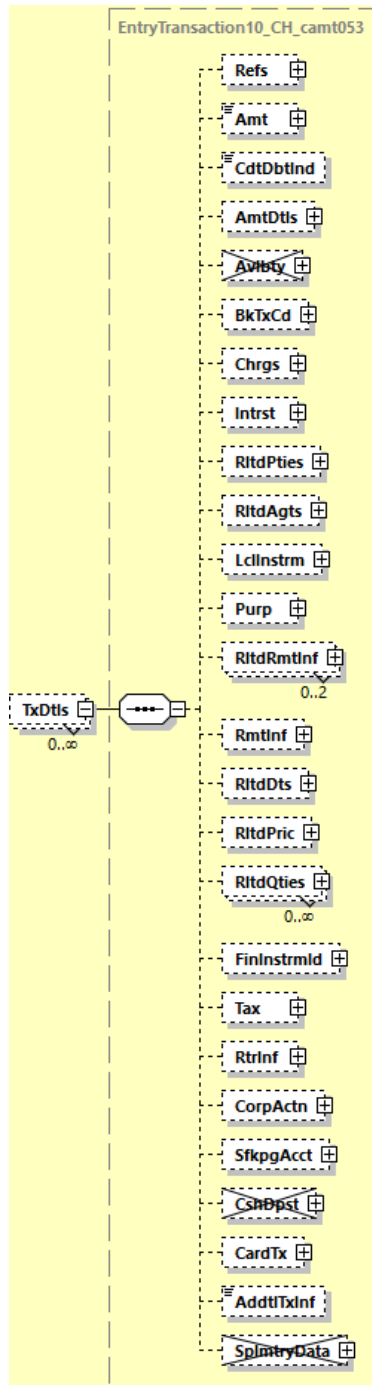 EntryTransaction10_CH_camt053
Refs
Amt
CdtDbtInd
AmtDtls
Avlbty
BkTxCd
Chrgs
Intrst
RltdPties
RltdAgts
LclInstrm
Purp
RltdRmtInf
0..2
TxDtls
0..∞
RmtInf
RltdDts
RltdPric
RltdQties
0..∞
FinInstrmId
Tax
RtrInf
CorpActn
SfkpgAcct
CshDpst
CardTx
AddtlTxInf
SplmtryData